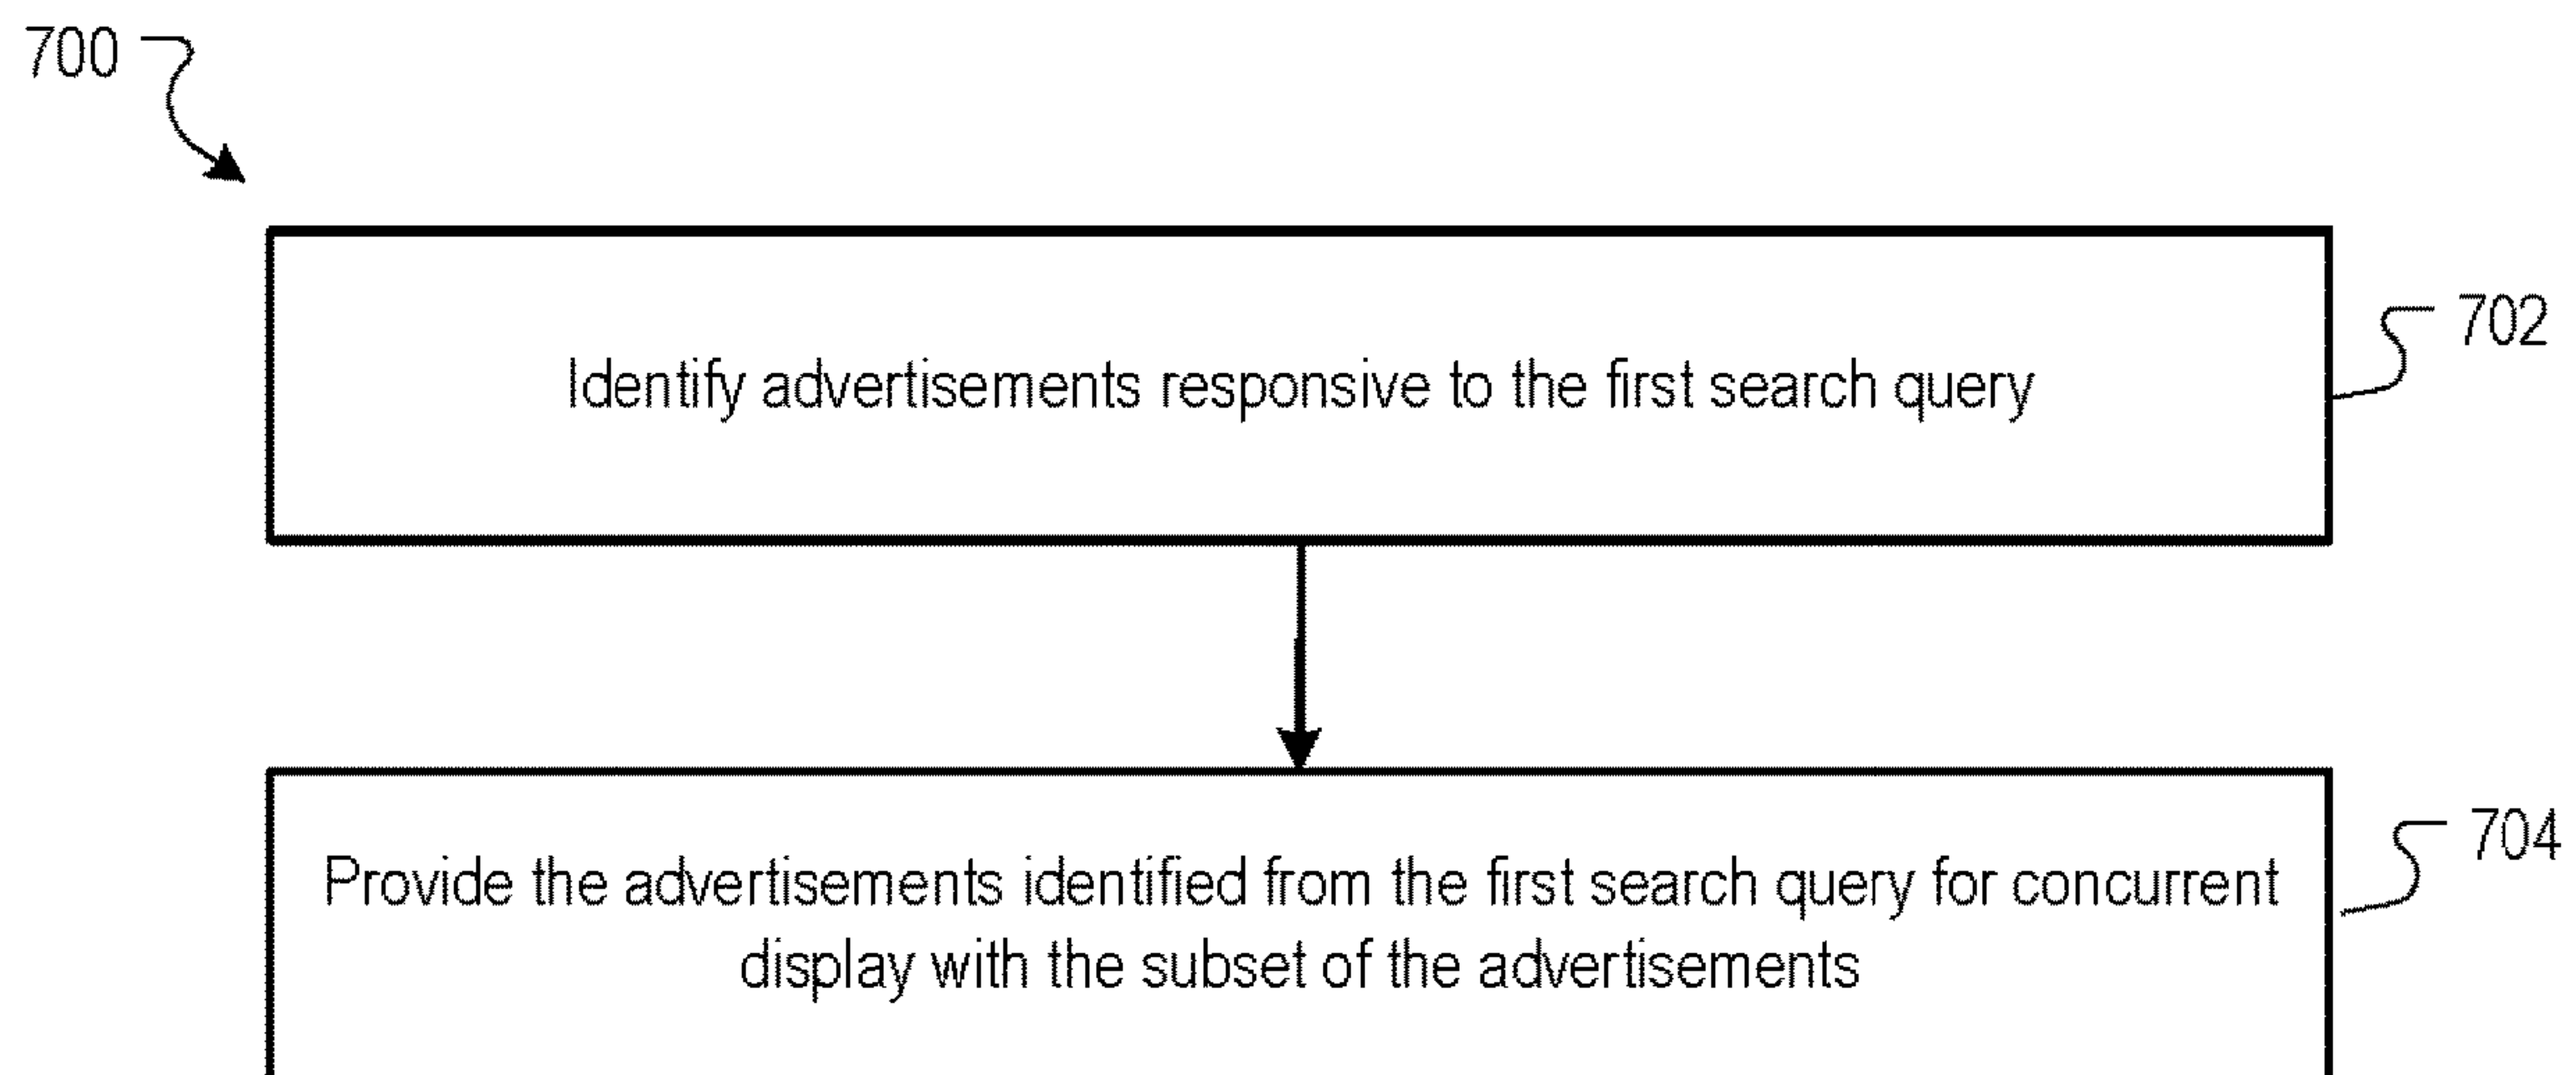 700
702
Identify advertisements responsive to the first search query
704
Provide the advertisements identified from the first search query for concurrent
display with the subset of the advertisements